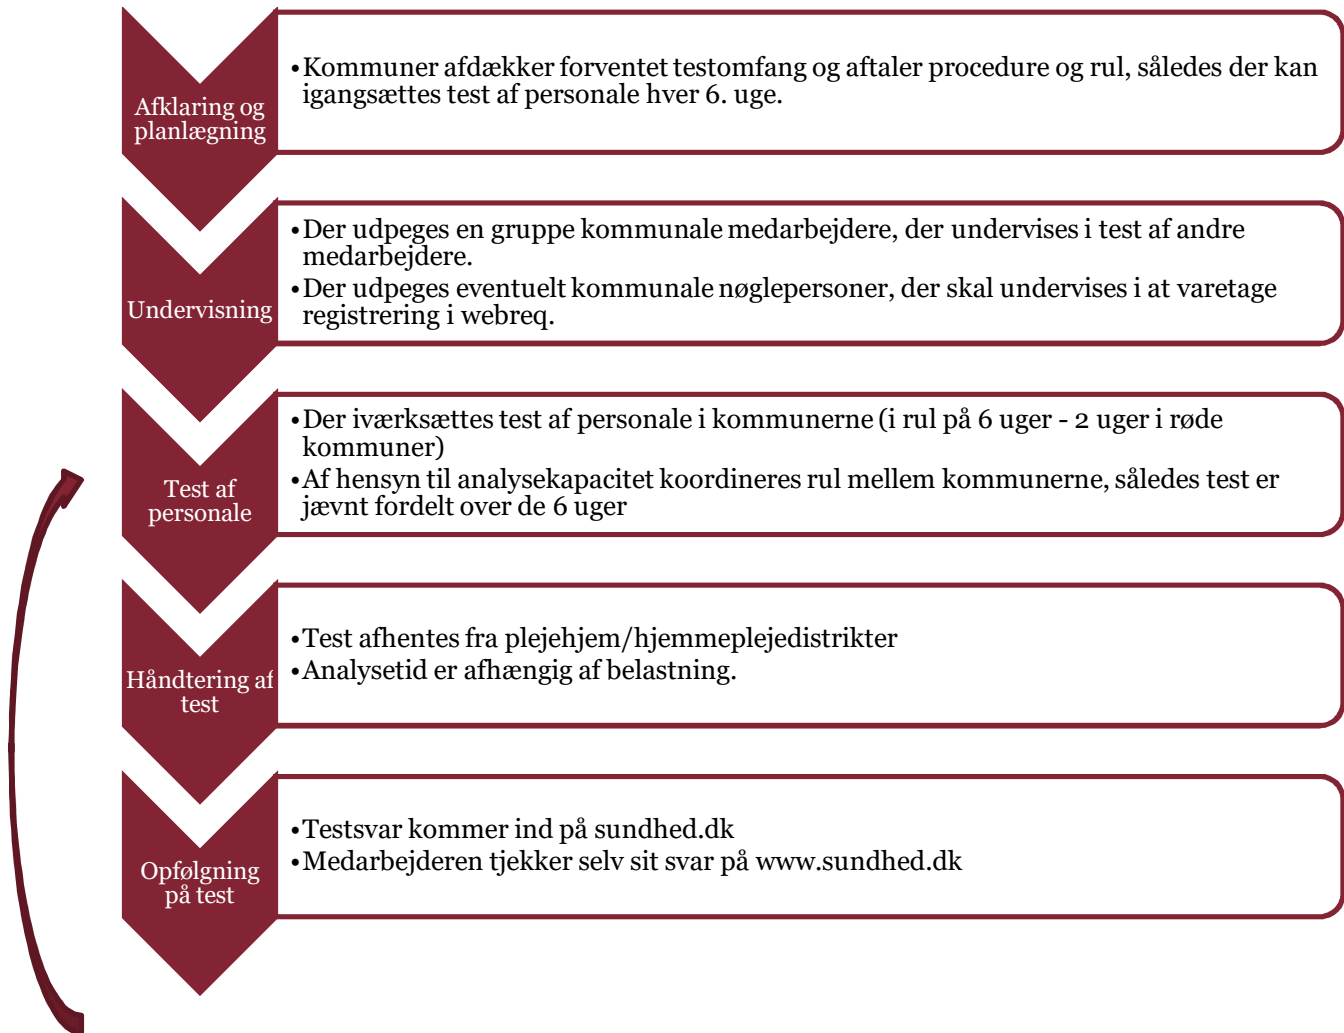 Afklaring og
planlægning
•Kommuner afdækker forventet testomfang og aftaler procedure og rul, således der kan
igangsættes test af personale hver 6. uge.
Undervisning
•Der udpeges en gruppe kommunale medarbejdere, der undervises i test af andre
medarbejdere.
•Der udpeges eventuelt kommunale nøglepersoner, der skal undervises i at varetage
registrering i webreq.
Test af
personale
•Der iværksættes test af personale i kommunerne (i rul på 6 uger - 2 uger i røde
kommuner)
•Af hensyn til analysekapacitet koordineres rul mellem kommunerne, således test er
jævnt fordelt over de 6 uger
Håndtering af
test
•Test afhentes fra plejehjem/hjemmeplejedistrikter
•Analysetid er afhængig af belastning.
Opfølgning
på test
•Testsvar kommer ind på sundhed.dk
•Medarbejderen tjekker selv sit svar på www.sundhed.dk